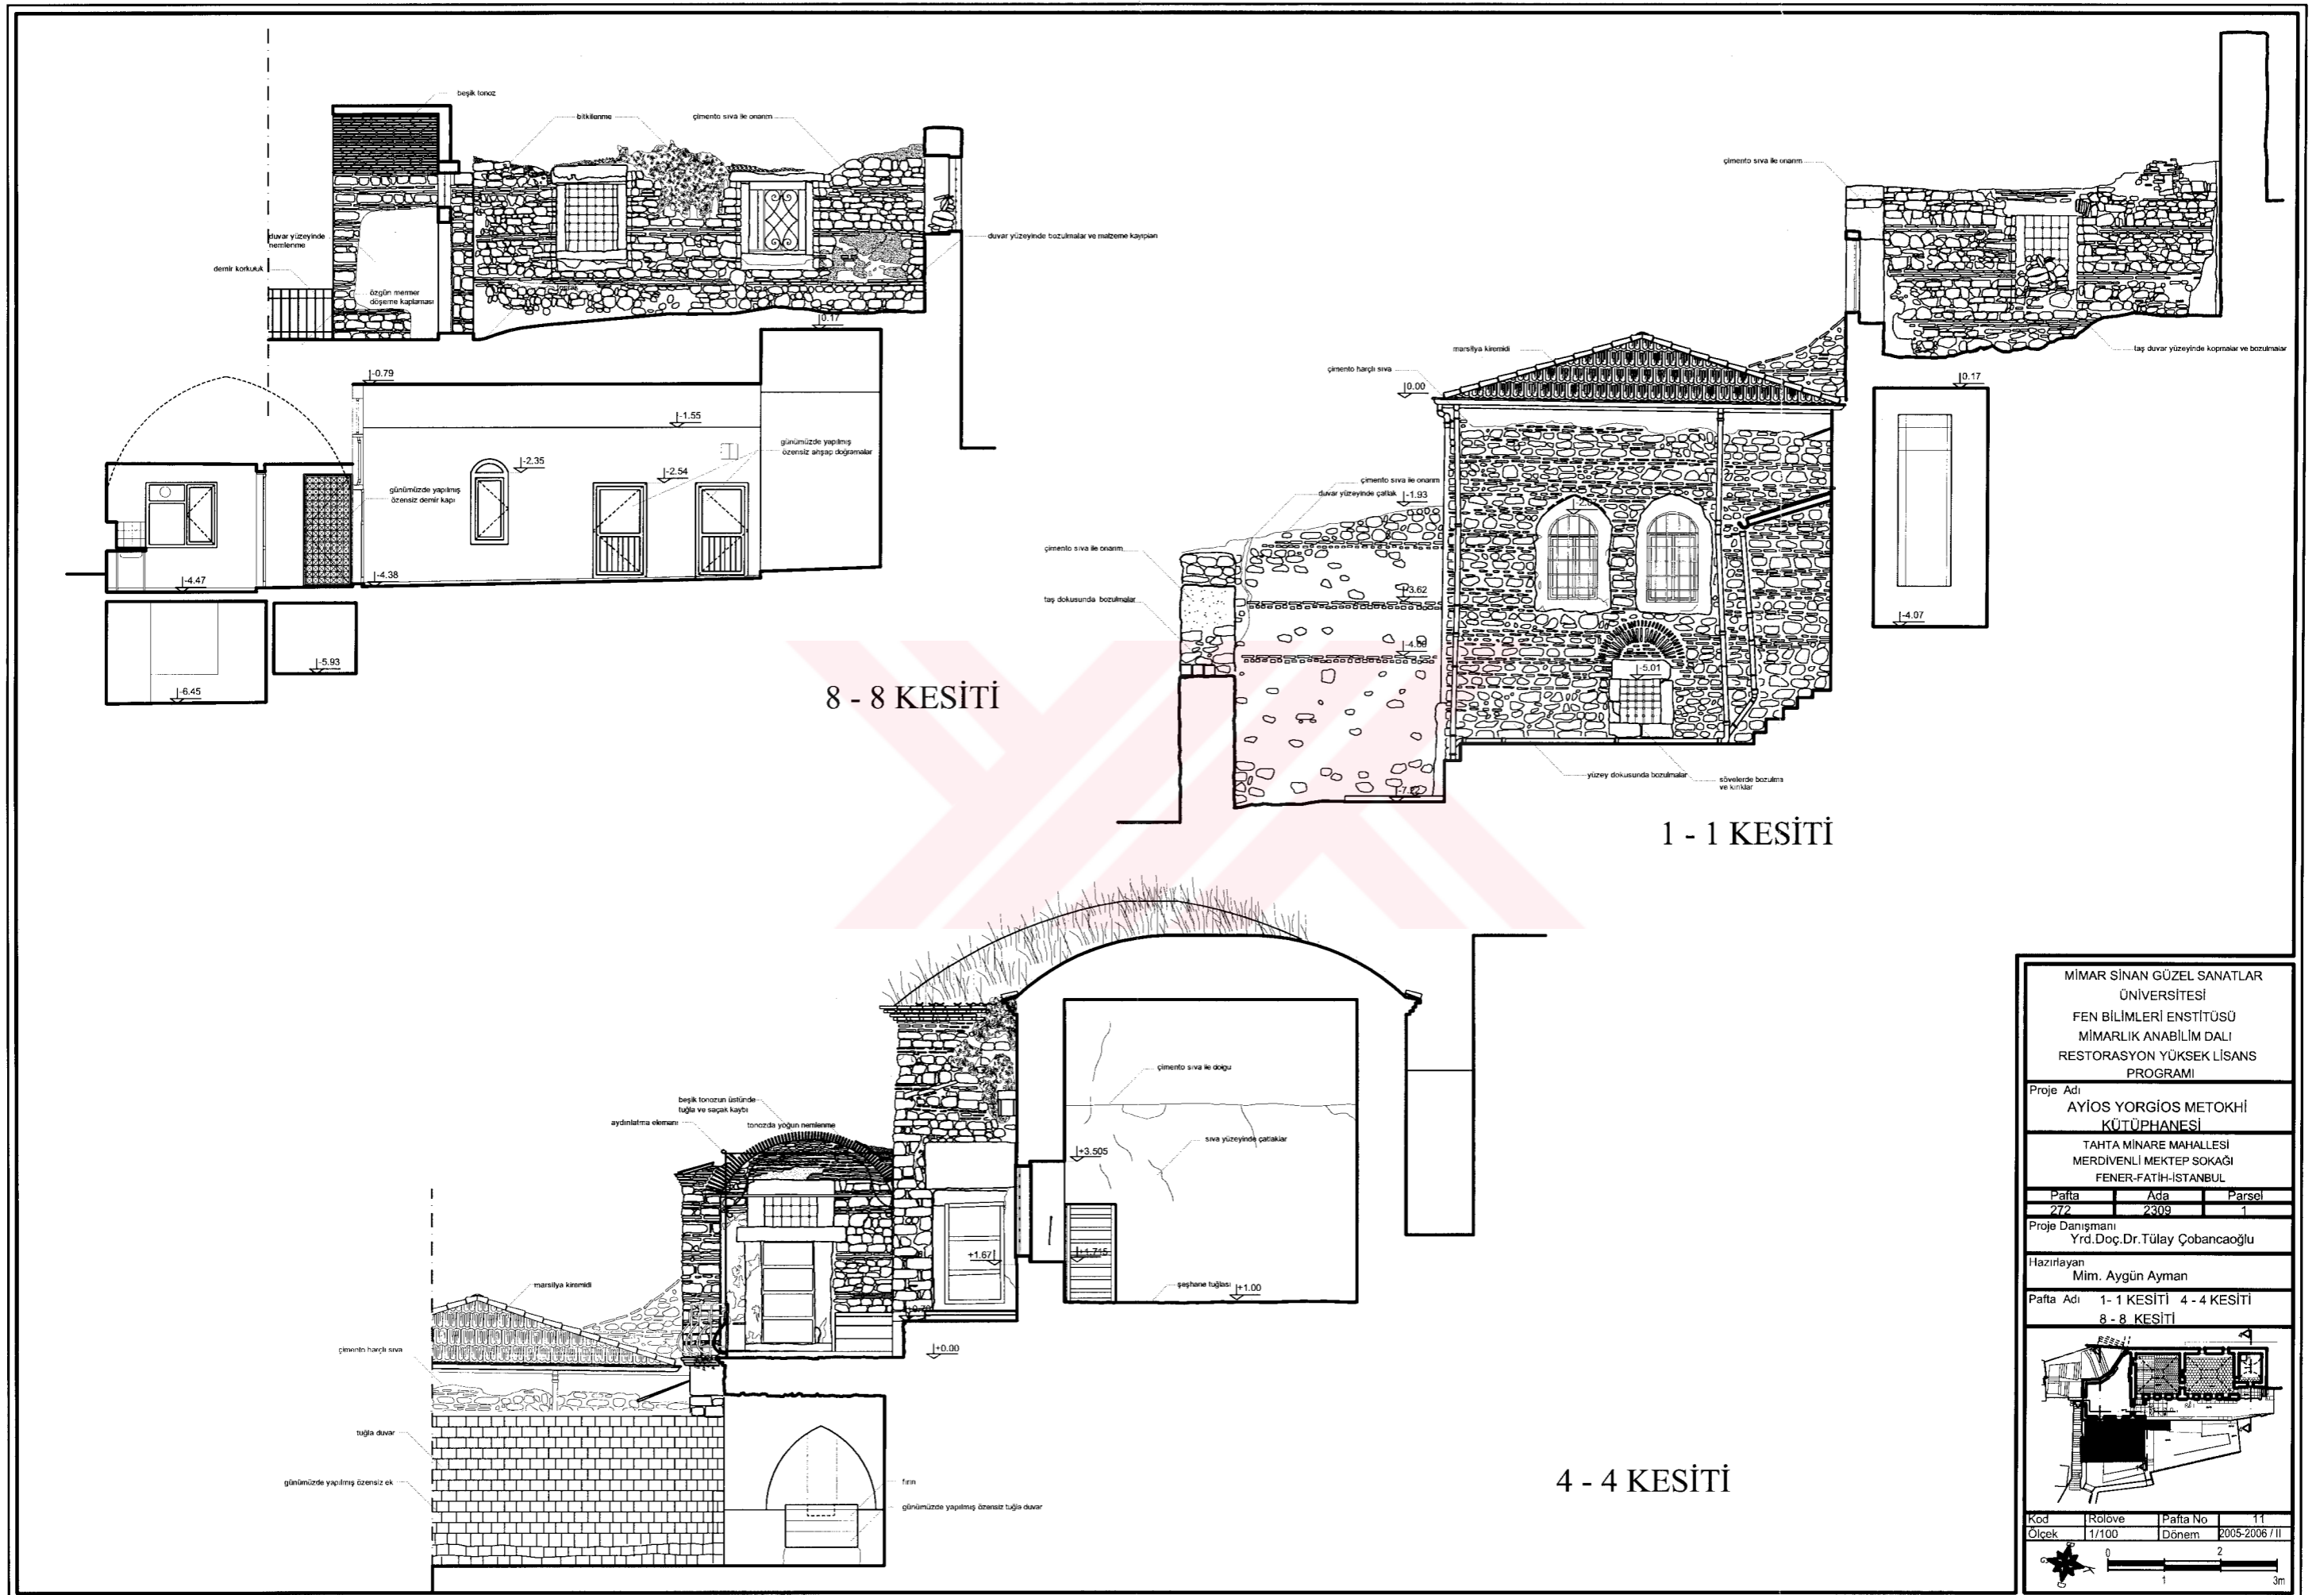 beşik tonoz
bitkilenme
çimento sıva ile onarım
duvar yüzeyinde
nemlenme
demir korkuluk
özgün mermer
döşeme kaplaması
duvar yüzeyinde bozulmalar ve malzeme kayıpları
0.17
-0.79
-1.55
-2.35
-2.54
günümüzde yapılmış
özensiz ahşap doğramalar
günümüzde yapılmış
özensiz demir kapı
-4.47
-4.38
-5.93
-6.45
8 - 8 KESİTİ
çimento sıva ile onarım
marsilya kiremidi
taş duvar yüzeyinde kopmalar ve bozulmalar
çimento harçlı sıva
0.00
0.17
çimento sıva ile onarım
duvar yüzeyinde çatlak
-1.93
çimento sıva ile onarım
taş dokusunda bozulmalar
-3.62
-5.01
-4.07
yüzey dokusunda bozulmalar
sövelerde bozulma
ve kırıklar
1 - 1 KESİTİ
çimento sıva ile dolgu
beşik tonozun üstünde
tuğla ve saçak kaybı
aydınlatma elemanı
tonozda yoğun nemlenme
sıva yüzeyinde çatlaklar
+3.505
+1.67
+1.715
marsilya kiremidi
şeşhane tuğlası
+1.00
+0.00
çimento harçlı sıva
tuğla duvar
günümüzde yapılmış özensiz ek
fırın
günümüzde yapılmış özensiz tuğla duvar
4 - 4 KESİTİ
MİMAR SİNAN GÜZEL SANATLAR
ÜNİVERSİTESİ
FEN BİLİMLERİ ENSTİTÜSÜ
MİMARLIK ANABİLİM DALI
RESTORASYON YÜKSEK LİSANS
PROGRAMI
Proje Adı
AYİOS YORGİOS METOKHİ
KÜTÜPHANESİ
TAHTA MİNARE MAHALLESİ
MERDİVENLİ MEKTEP SOKAĞI
FENER-FATİH-İSTANBUL
Pafta Ada Parsel
272 2309 1
Proje Danışmanı
Yrd.Doç.Dr.Tülay Çobancaoğlu
Hazırlayan
Mim. Aygün Ayman
Pafta Adı 1- 1 KESİTİ 4 - 4 KESİTİ
8 - 8 KESİTİ
Kod Rölöve Pafta No 11
Ölçek 1/100 Dönem 2005-2006 / II
0 2
1 3m